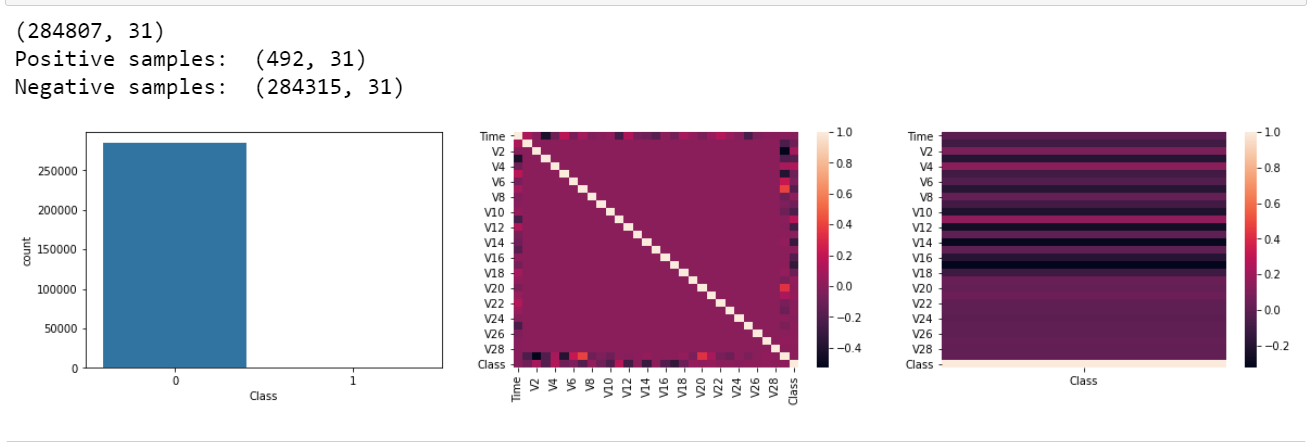 (284807, 31)
Positive samples:  (492, 31)
Negative samples:  (284315, 31)
250000
200000
150000
100000
50000
0
count
0
1
Class
Time
V2
V4
V6
V8
V10
V12
V14
V16
V18
V20
V22
V24
V26
V28
Class
Time
V2
V4
V6
V8
V10
V12
V14
V16
V18
V20
V22
V24
V26
V28
Class
1.0
0.8
0.6
0.4
0.2
0.0
−0.2
−0.4
Time
V2
V4
V6
V8
V10
V12
V14
V16
V18
V20
V22
V24
V26
V28
Class
Class
1.0
0.8
0.6
0.4
0.2
0.0
−0.2